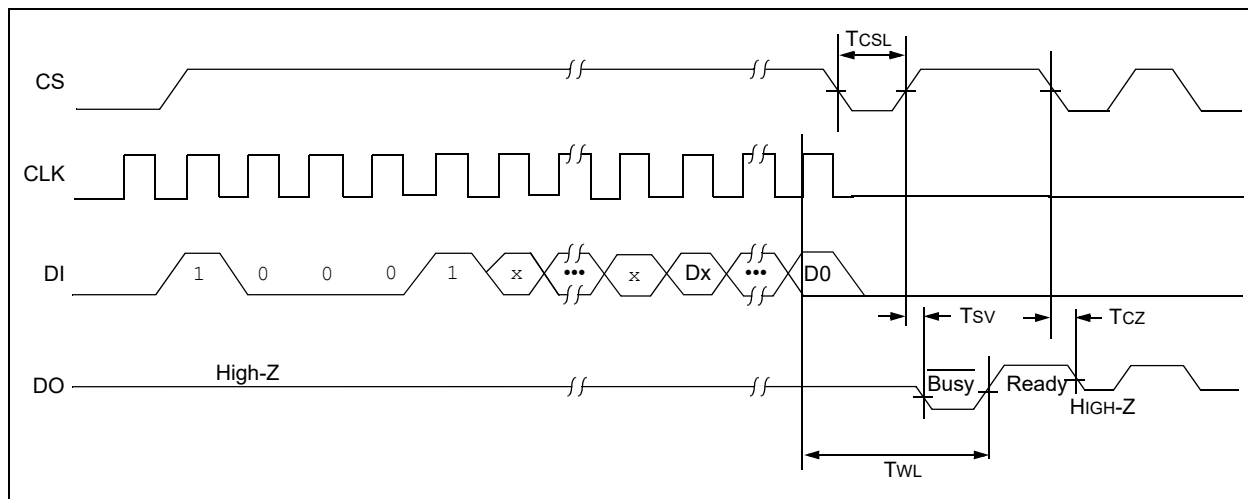 TCSL
CS
CLK
DI
1 0 0 0 1 x ••• x Dx ••• D0
TSV
TCZ
DO
High-Z
Busy
Ready
HIGH-Z
TWL